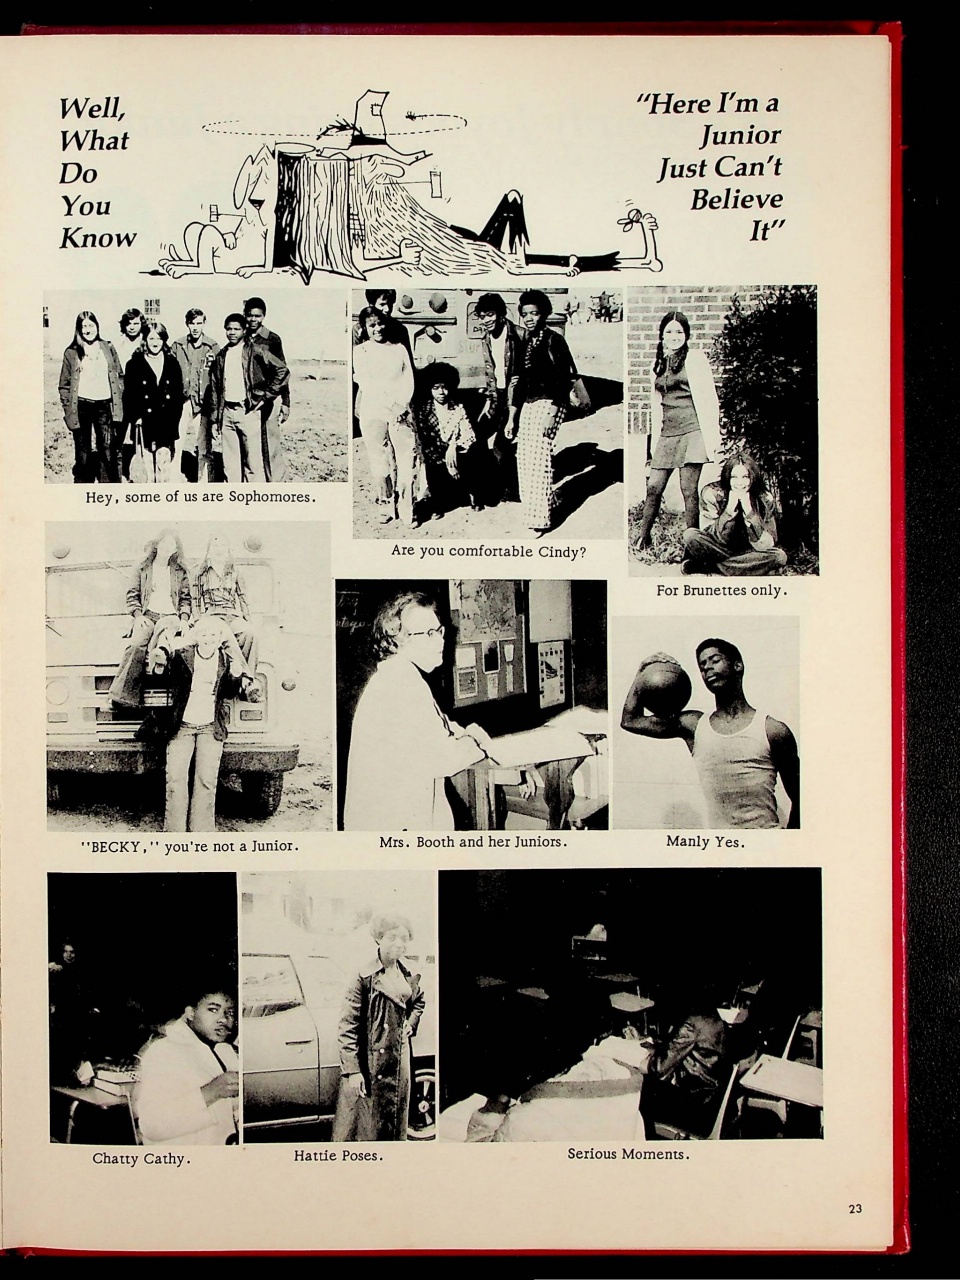 Well,
What
Do
You
Know
"Here I'm a
Junior
Just Can't
Believe
It"
Hey, some of us are Sophomores.
Are you comfortable Cindy?
For Brunettes only.
"BECKY," you're not a Junior.
Mrs. Booth and her Juniors.
Manly Yes.
Chatty Cathy.
Hattie Poses.
Serious Moments.
23